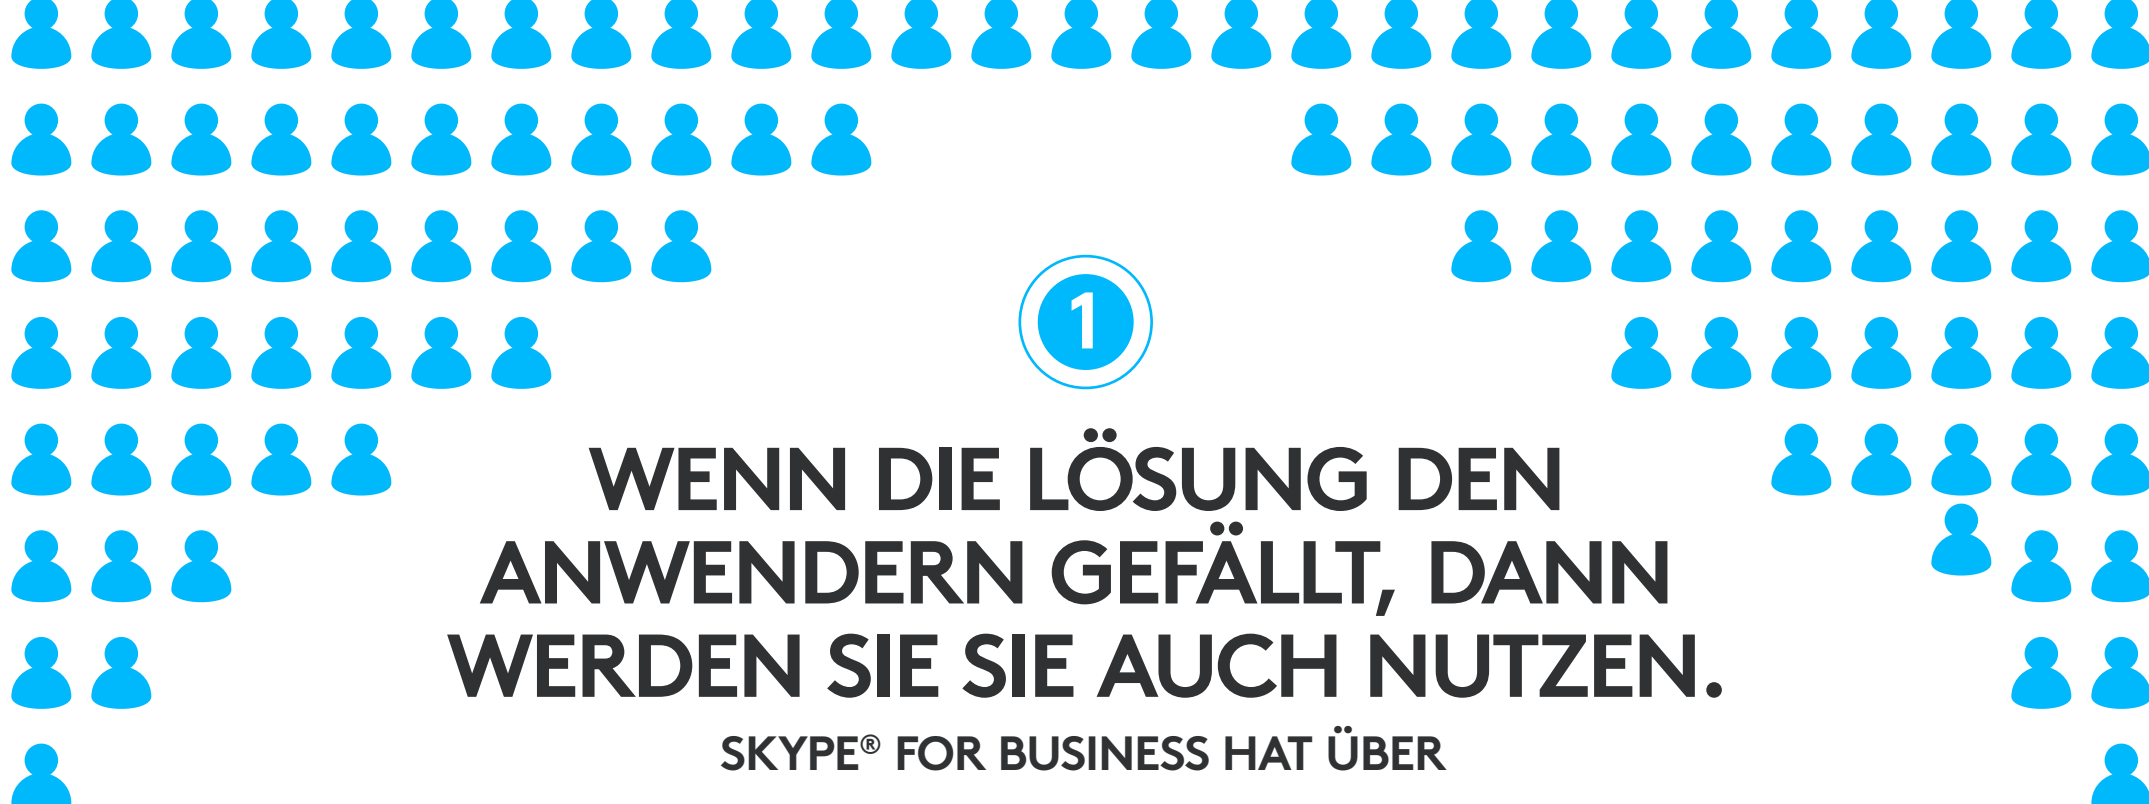 1
WENN DIE LÖSUNG DEN
ANWENDERN GEFÄLLT, DANN
WERDEN SIE SIE AUCH NUTZEN.
SKYPE® FOR BUSINESS HAT ÜBER